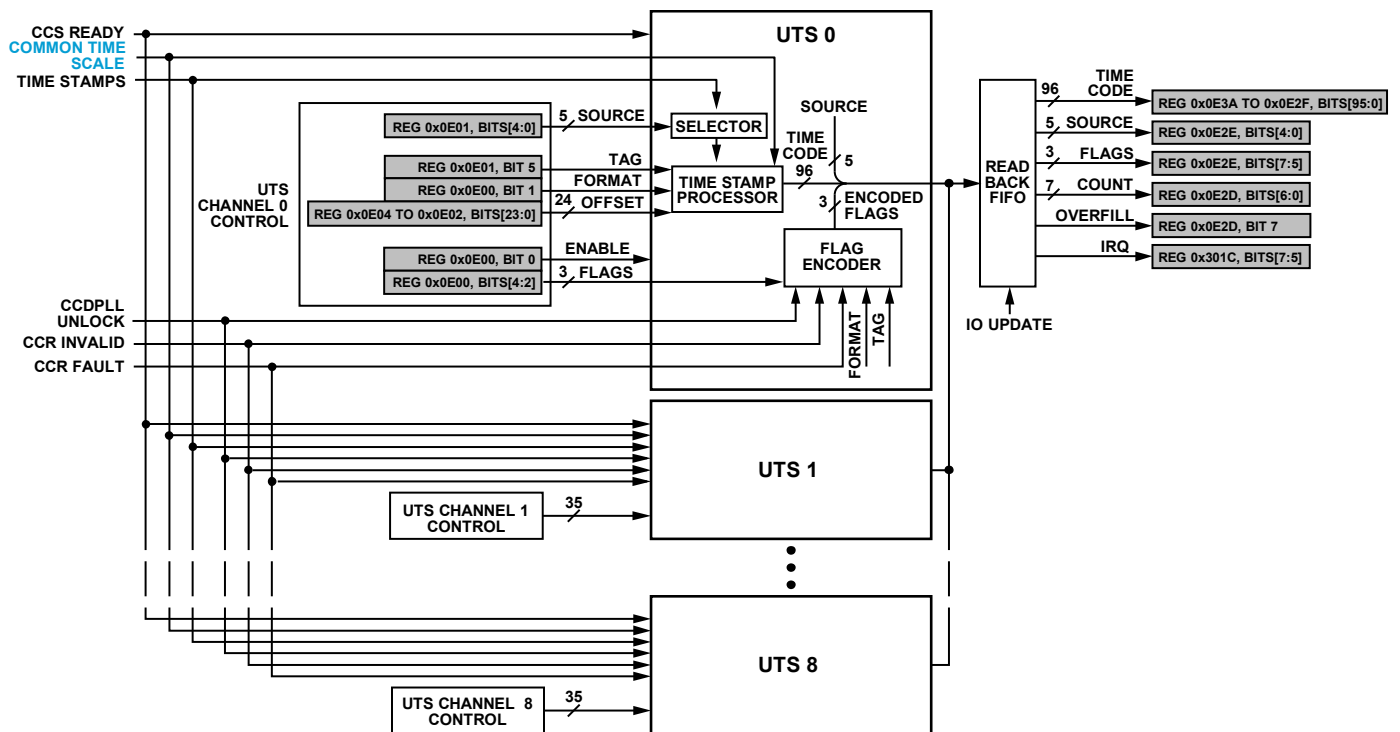 CCS READY
COMMON TIME
SCALE
TIME STAMPS
UTS 0
REG 0x0E01, BITS[4:0]
5
SOURCE
SELECTOR
SOURCE
TIME
CODE
96
5
UTS
CHANNEL 0
CONTROL
REG 0x0E01, BIT 5
TAG
REG 0x0E00, BIT 1
FORMAT
REG 0x0E04 TO 0x0E02, BITS[23:0]
24
OFFSET
TIME STAMP
PROCESSOR
3
ENCODED
FLAGS
REG 0x0E00, BIT 0
ENABLE
REG 0x0E00, BITS[4:2]
3
FLAGS
FLAG
ENCODER
FORMAT
TAG
CCDPLL
UNLOCK
CCR INVALID
CCR FAULT
READ
BACK
FIFO
IO UPDATE
96
TIME
CODE
REG 0x0E3A TO 0x0E2F, BITS[95:0]
5
SOURCE
REG 0x0E2E, BITS[4:0]
3
FLAGS
REG 0x0E2E, BITS[7:5]
7
COUNT
REG 0x0E2D, BITS[6:0]
OVERFILL
REG 0x0E2D, BIT 7
IRQ
REG 0x301C, BITS[7:5]
UTS 1
UTS CHANNEL 1
CONTROL
35
UTS 8
UTS CHANNEL 8
CONTROL
35